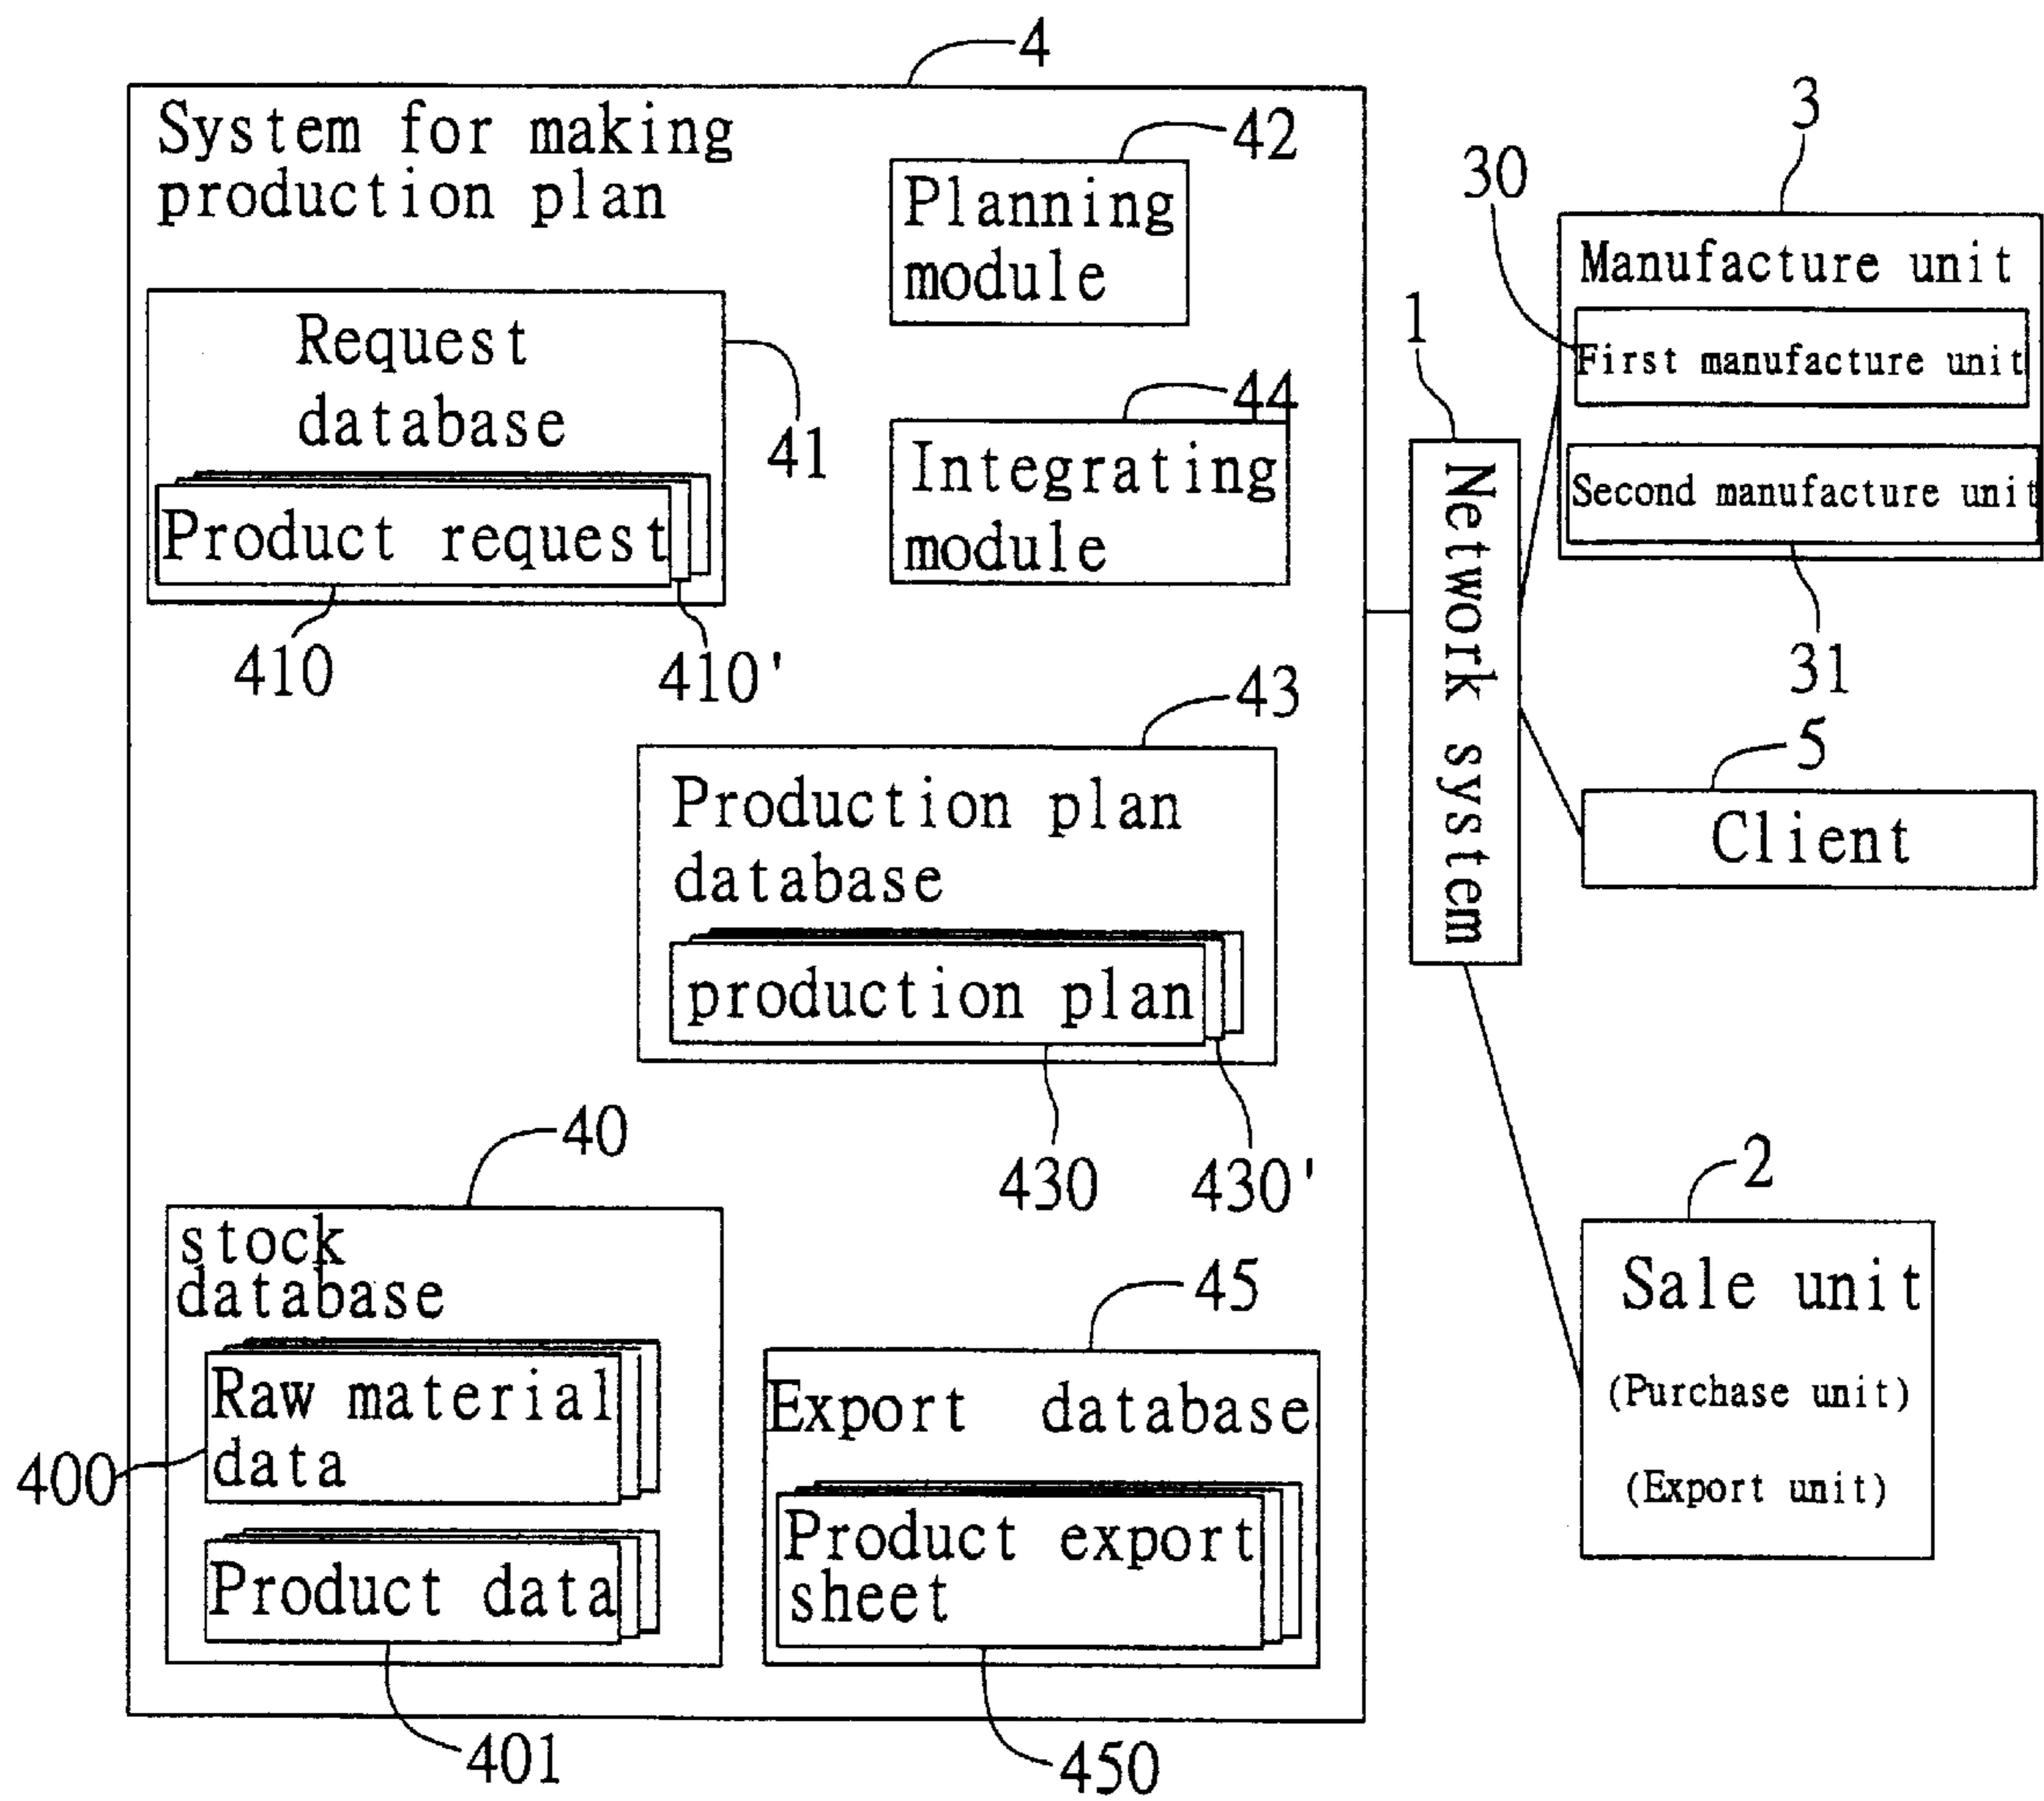 4
System for making
production plan
42
Planning
module
3
30
Manufacture unit
First manufacture unit
Second manufacture unit
31
1
Network system
Request
database
41
Product request
410
410'
44
Integrating
module
43
Production plan
database
production plan
430
430'
5
Client
40
stock
database
Raw material
data
400
Product data
401
45
Export database
Product export
sheet
450
2
Sale unit
(Purchase unit)
(Export unit)